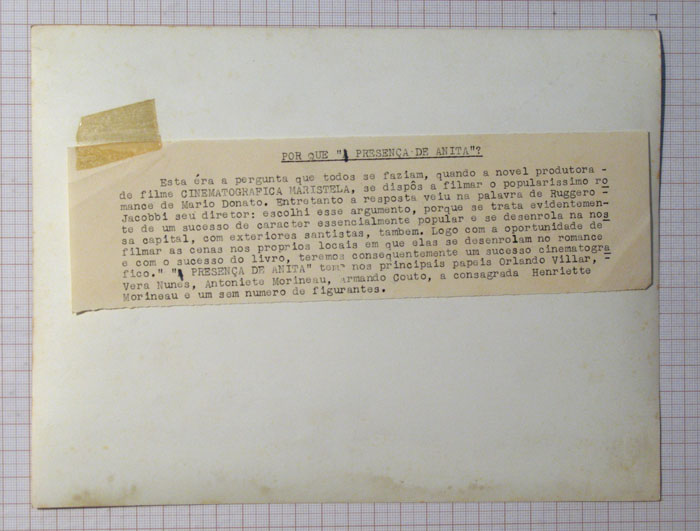 POR QUE "A PRESENÇA DE ANITA"?
Esta éra a pergunta que todos se faziam, quando a novel produtora -
de filme CINEMATOGRAFICA MARISTELA, se dispôs a filmar o popularissimo ro
mance de Mario Donato. Entretanto a resposta veiu na palavra de Ruggero -
Jacobbi seu diretor: escolhi esse argumento, porque se trata evidentemen-
te de um sucesso de caracter essencialmente popular e se desenrola na nos
sa capital, com exteriores santistas, tambem. Logo com a oportunidade de
filmar as cenas nos proprios locais em que elas se desenrolam no romance
e com o sucesso do livro, teremos consequentemente um sucesso cinematogra
fico." "A PRESENÇA DE ANITA" tem nos principais papeis Orlando Villar, -
Vera Nunes, Antoniete Morineau, Armando Couto, a consagrada Henriette
Morineau e um sem numero de figurantes.